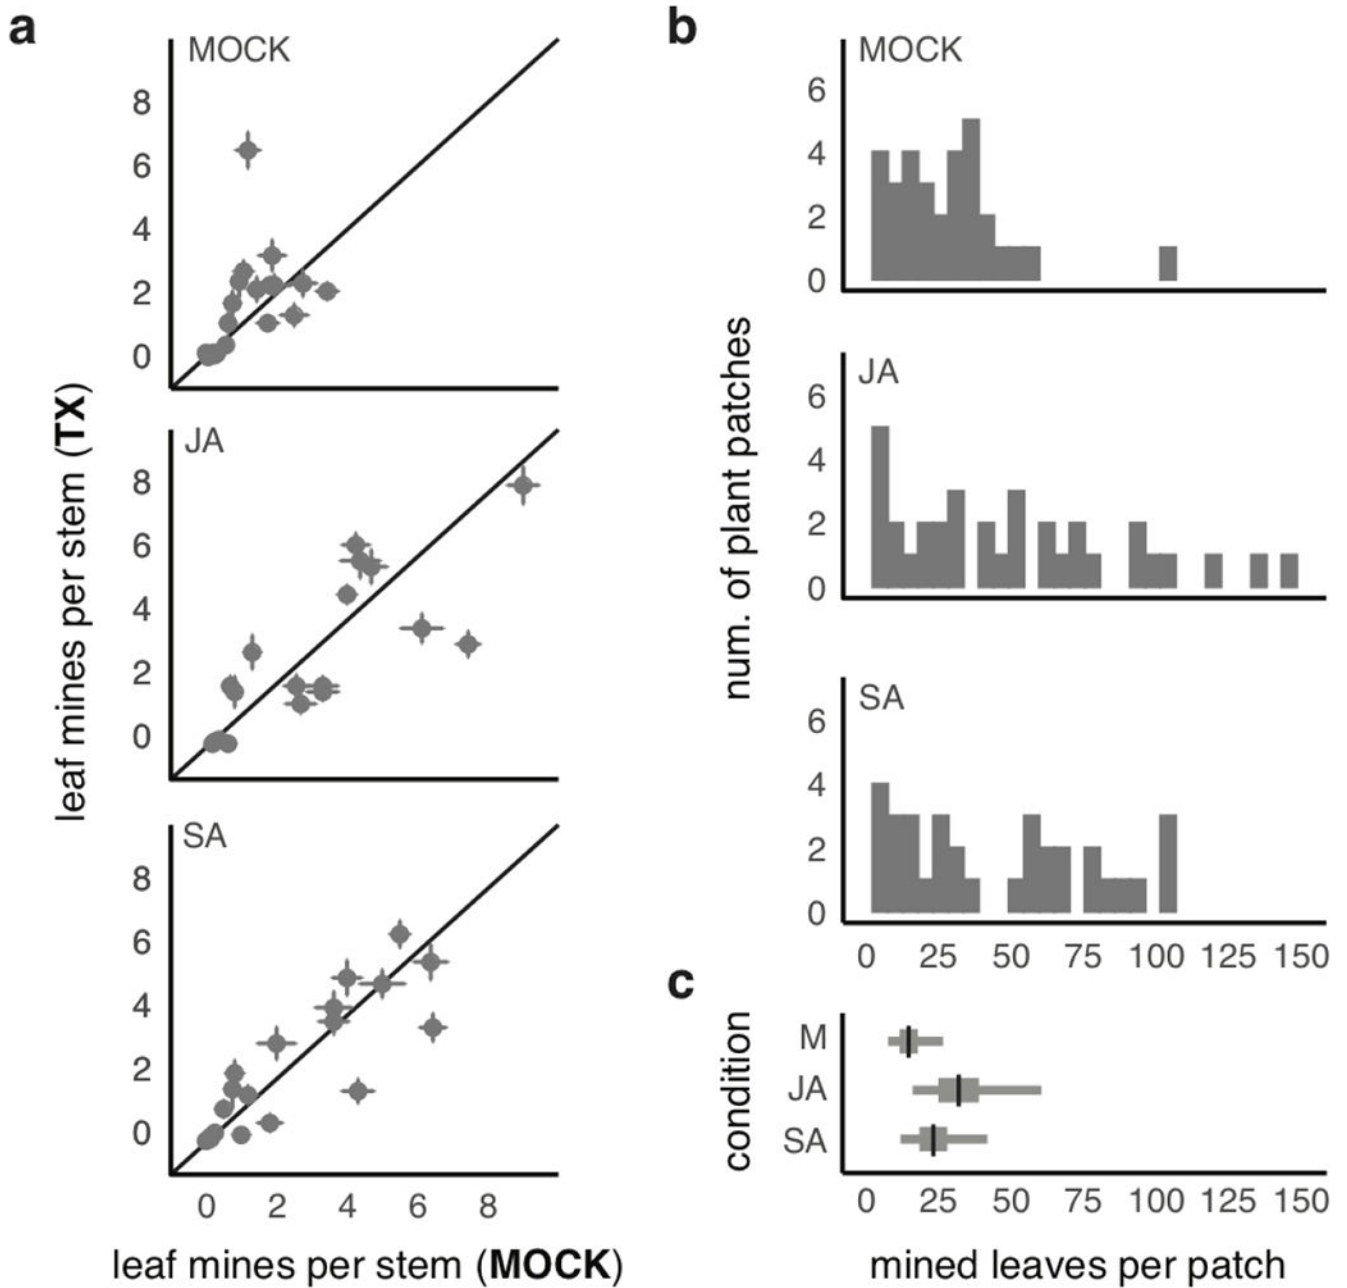 a
MOCK
8
6
4
2
0
JA
8
6
4
2
0
SA
8
6
4
2
0
0 2 4 6 8
leaf mines per stem (TX)
leaf mines per stem (MOCK)
b
MOCK
6
4
2
0
JA
6
4
2
0
SA
6
4
2
0
0 25 50 75 100 125 150
num. of plant patches
c
condition
M
JA
SA
0 25 50 75 100 125 150
mined leaves per patch